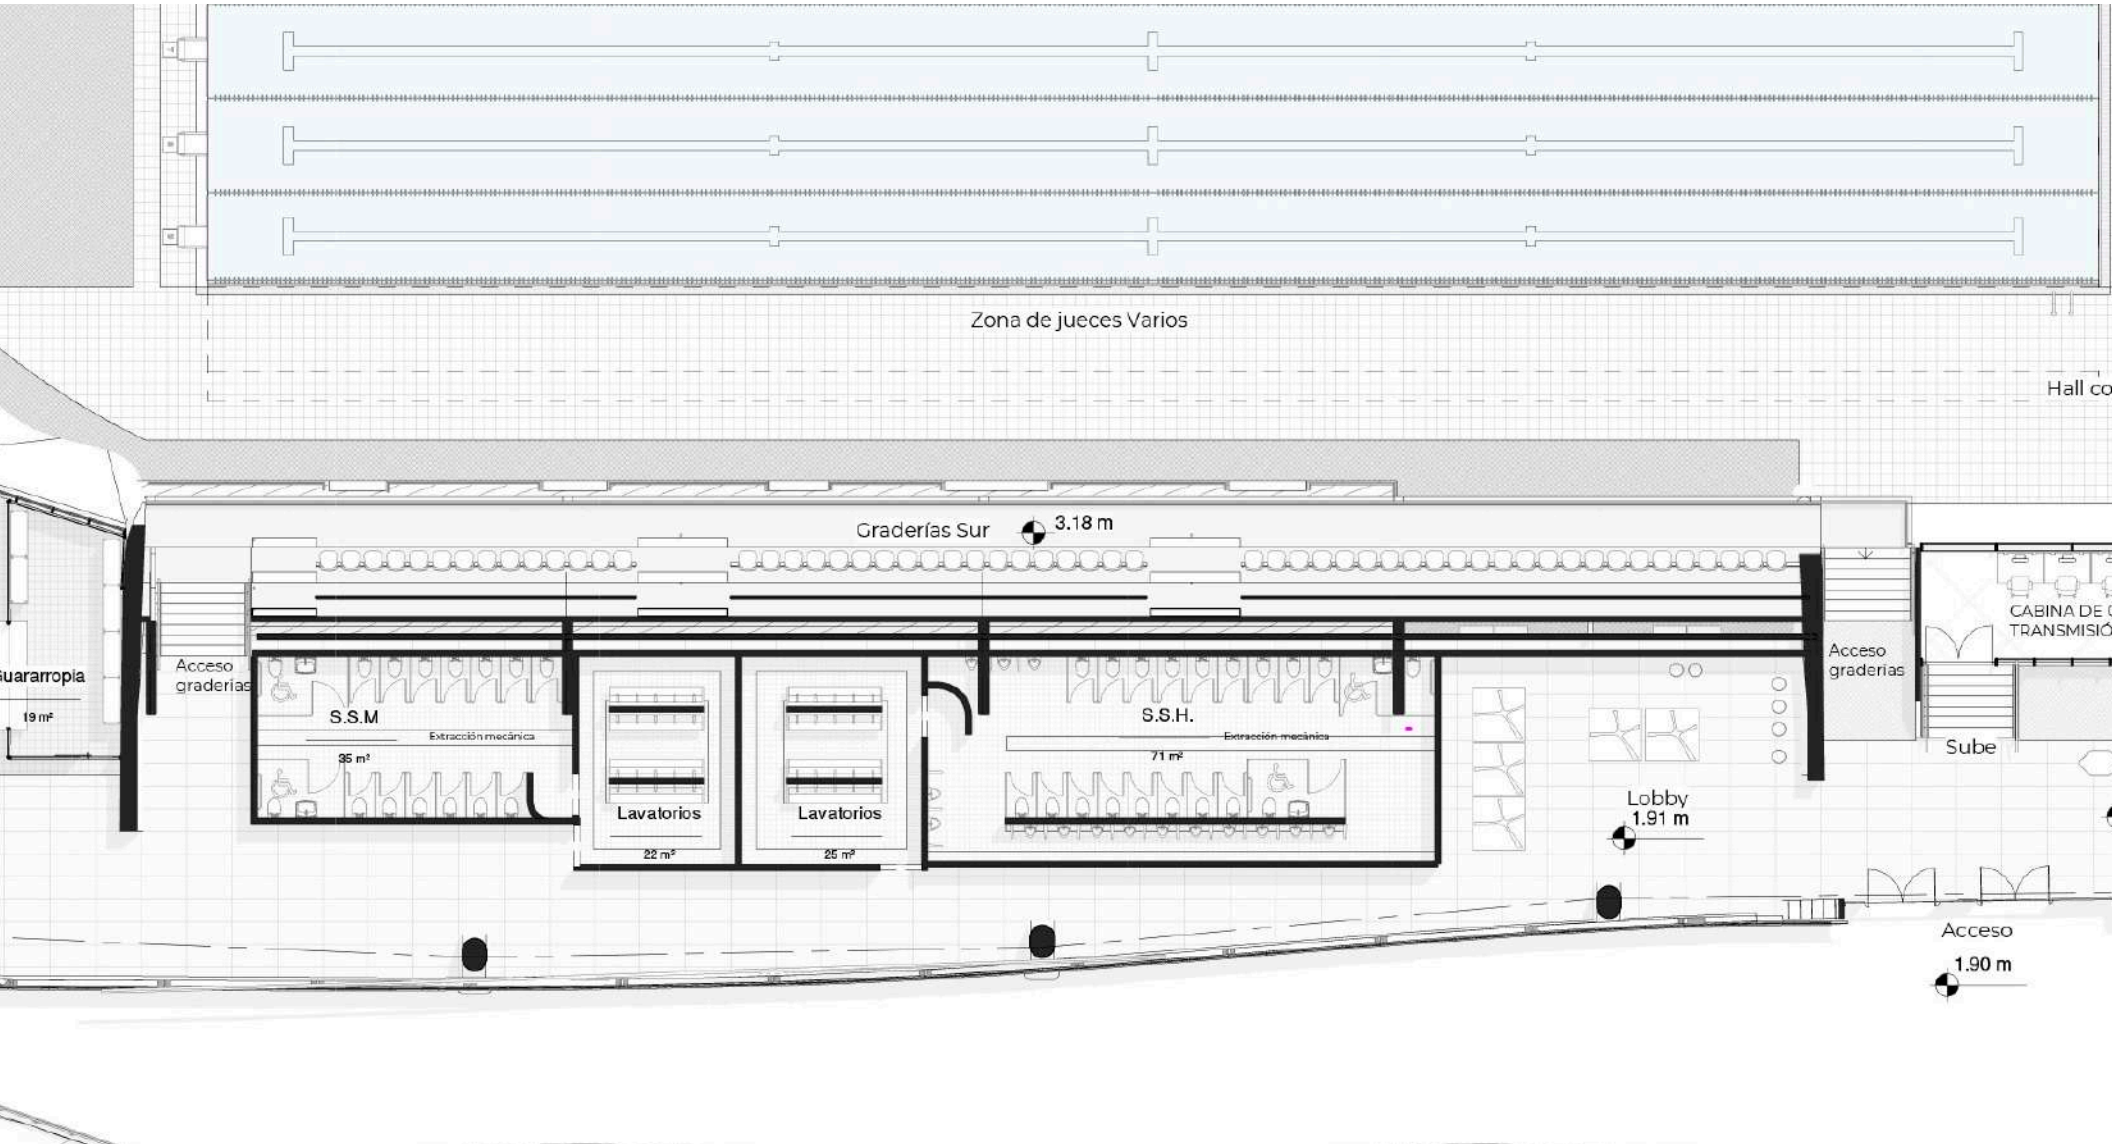 Zona de jueces Varios
Hall co
Graderías Sur
3.18 m
CABINA DE
TRANSMISIÓ
Acceso
graderias
Acceso
graderias
Guararropia
19 m²
S.S.M
Extracción mecánica
35 m²
S.S.H.
Extracción mecánica
71 m²
Sube
Lavatorios
22 m²
Lavatorios
25 m²
Lobby
1.91 m
Acceso
1.90 m